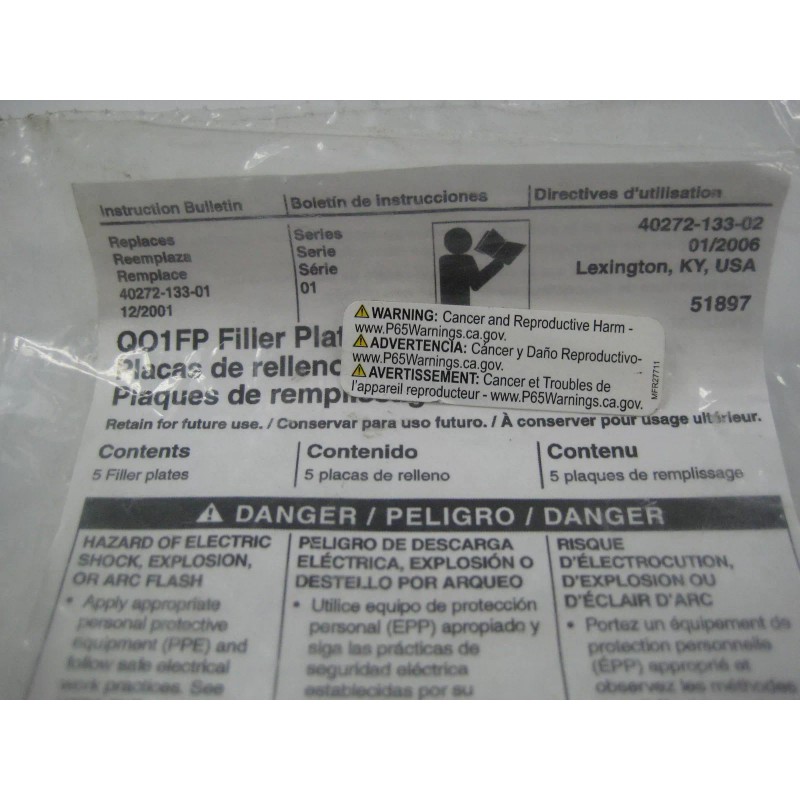 Instruction Bulletin
Boletín de instrucciones
Directives d'utilisation
Replaces
Reemplaza
Remplace
40272-133-01
12/2001
Series
Serie
Série
01
40272-133-02
01/2006
Lexington, KY, USA
51897
WARNING: Cancer and Reproductive Harm -
www.P65Warnings.ca.gov.
ADVERTENCIA: Cáncer y Daño Reproductivo-
www.P65Warnings.ca.gov.
AVERTISSEMENT: Cancer et Troubles de
l'appareil reproducteur - www.P65Warnings.ca.gov.
MFR27711
QO1FP Filler
Placas de relleno
Plaques de
Retain for future use. / Conservar para uso futuro. / À conserver pour usage ultérieur.
Contents
5 Filler plates
Contenido
5 placas de relleno
Contenu
5 plaques de remplissage
DANGER / PELIGRO / DANGER
HAZARD OF ELECTRIC
SHOCK, EXPLOSION,
OR ARC FLASH
• Apply appropriate
personal protective
equipment (PPE) and
follow safe electrical
work practices. See
PELIGRO DE DESCARGA
ELÉCTRICA, EXPLOSIÓN O
DESTELLO POR ARQUEO
• Utilice equipo de protección
personal (EPP) apropiado y
siga las prácticas de
seguridad eléctrica
establecidas por su
RISQUE
D'ÉLECTROCUTION,
D'EXPLOSION OU
D'ÉCLAIR D'ARC
• Portez un équipement de
protection personnelle
(ÉPP) approprié et
observez les méthodes